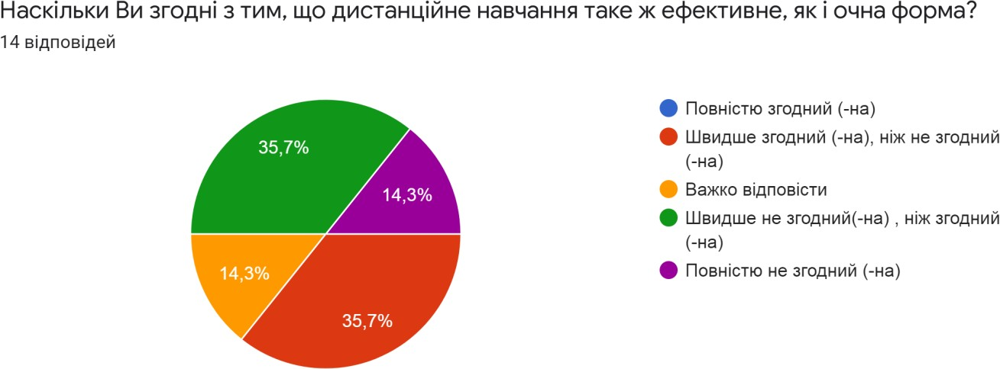 Наскільки Ви згодні з тим, що дистанційне навчання таке ж ефективне, як і очна форма?
14 відповідей
35,7%
14,3%
14,3%
35,7%
Повністю згодний (-на)
Швидше згодний (-на), ніж не згодний
(-на)
Важко відповісти
Швидше не згодний(-на) , ніж згодний
(-на)
Повністю не згодний (-на)